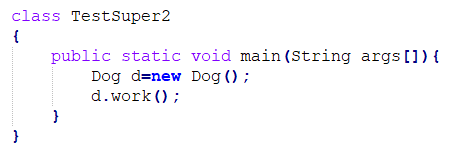 class TestSuper2
{
    public static void main(String args[]){
        Dog d=new Dog();
        d.work();
    }
}